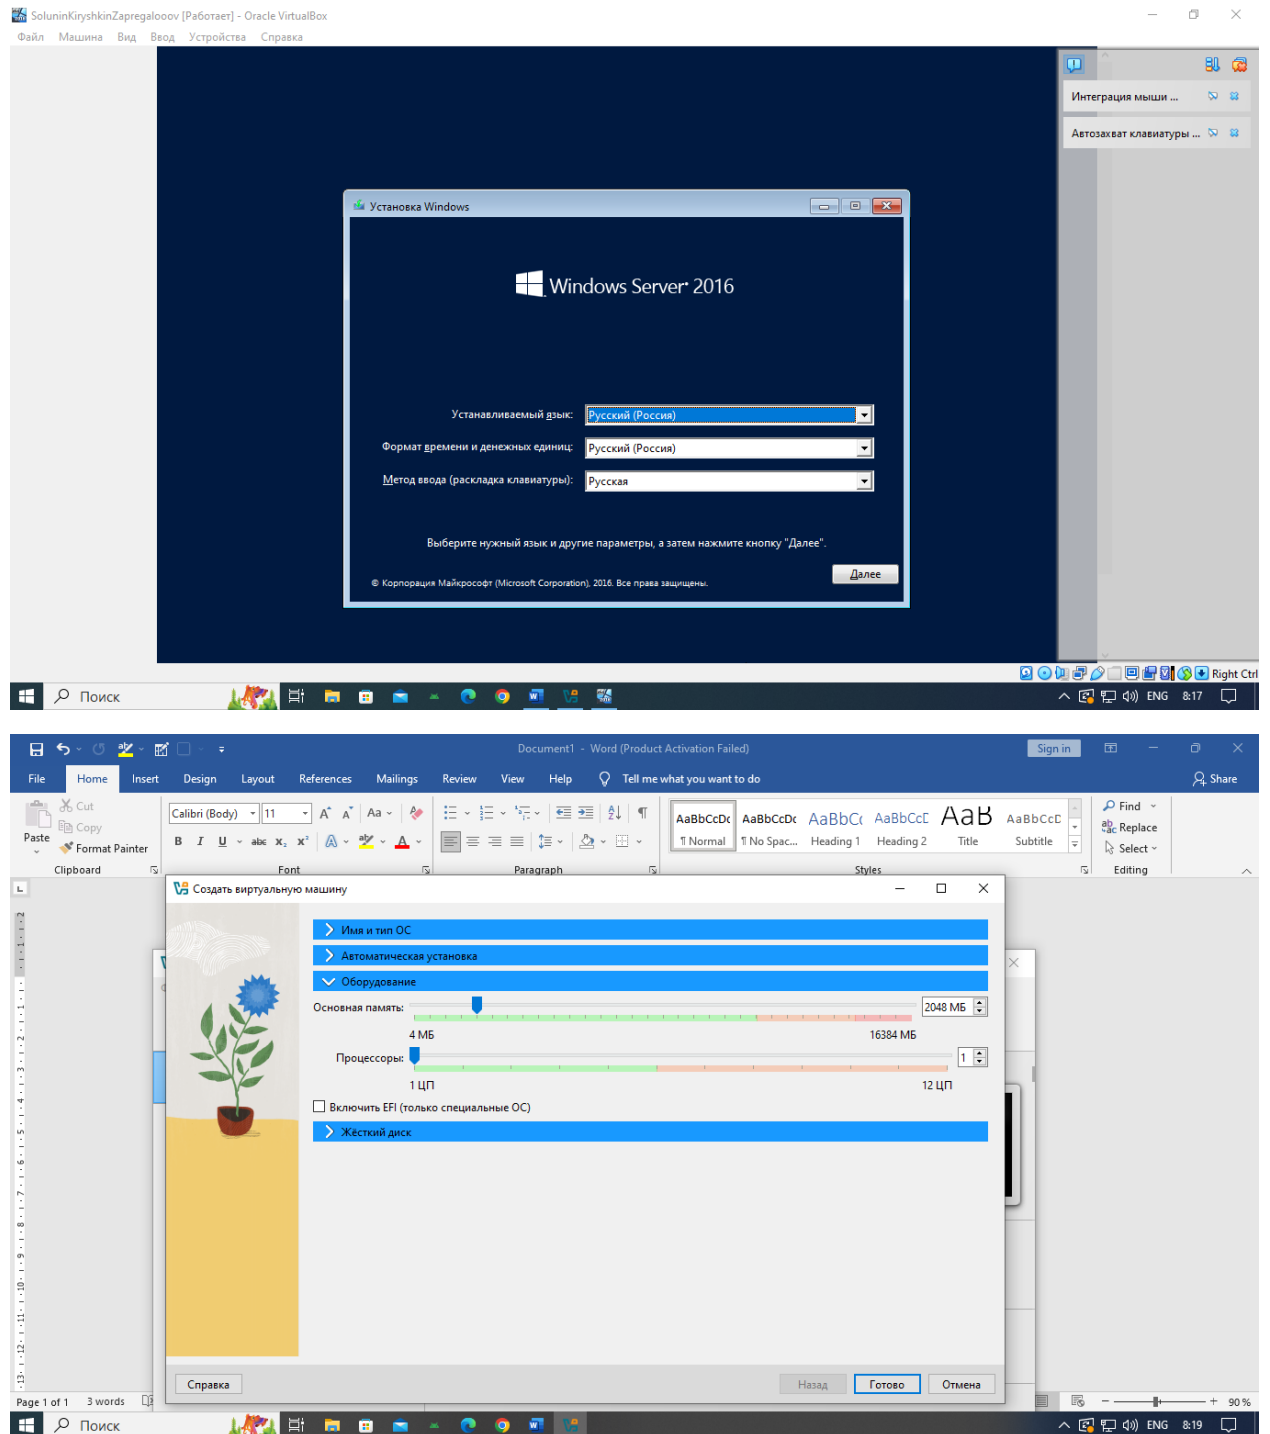 SoluninKiryshkinZapregalooov [Работает] - Oracle VirtualBox
Файл Машина Вид Ввод Устройства Справка
Интеграция мыши ...
Автозахват клавиатуры ...
Установка Windows
Windows Server 2016
Устанавливаемый язык: Русский (Россия)
Формат времени и денежных единиц: Русский (Россия)
Метод ввода (раскладка клавиатуры): Русская
Выберите нужный язык и другие параметры, а затем нажмите кнопку "Далее".
Далее
© Корпорация Майкрософт (Microsoft Corporation), 2016. Все права защищены.
Right Ctrl
Поиск ENG 8:17
Document1 - Word (Product Activation Failed) Sign in
File Home Insert Design Layout References Mailings Review View Help Tell me what you want to do Share
Cut
Copy
Paste
Format Painter
Clipboard
Calibri (Body) 11 Aa
B I U abc x₂ x² A ab A
Font
Paragraph
AaBbCcDc AaBbCcDc AaBbCc AaBbCcC AaB AaBbCcC
¶ Normal ¶ No Spac... Heading 1 Heading 2 Title Subtitle
Styles
Find
Replace
Select
Editing
Создать виртуальную машину
Имя и тип ОС
Автоматическая установка
Оборудование
Основная память: 2048 МБ
4 МБ 16384 МБ
Процессоры: 1
1 ЦП 12 ЦП
Включить EFI (только специальные ОС)
Жёсткий диск
Справка Назад Готово Отмена
Page 1 of 1 3 words 90%
Поиск ENG 8:19